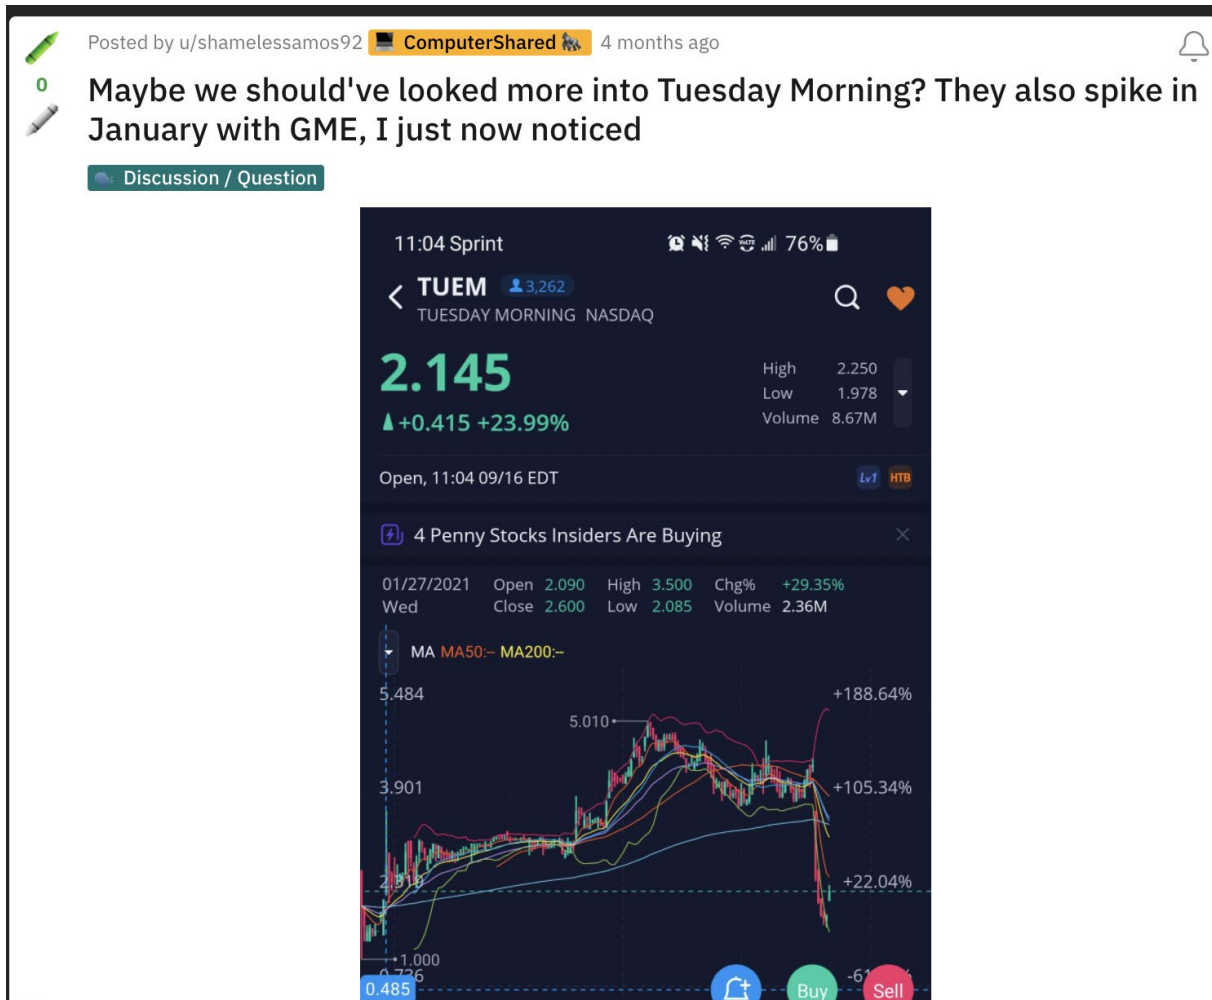 Posted by u/shamelessamos92 ComputerShared 4 months ago
0
Maybe we should've looked more into Tuesday Morning? They also spike in
January with GME, I just now noticed
Discussion / Question
11:04 Sprint 76%
TUEM 3,262
TUESDAY MORNING NASDAQ
2.145
+0.415 +23.99%
High 2.250
Low 1.978
Volume 8.67M
Open, 11:04 09/16 EDT Lv1 HTB
4 Penny Stocks Insiders Are Buying
01/27/2021 Open 2.090 High 3.500 Chg% +29.35%
Wed Close 2.600 Low 2.085 Volume 2.36M
MA MA50:-- MA200:--
5.484 +188.64%
5.010
3.901 +105.34%
+22.04%
1.000
0.485 Buy Sell